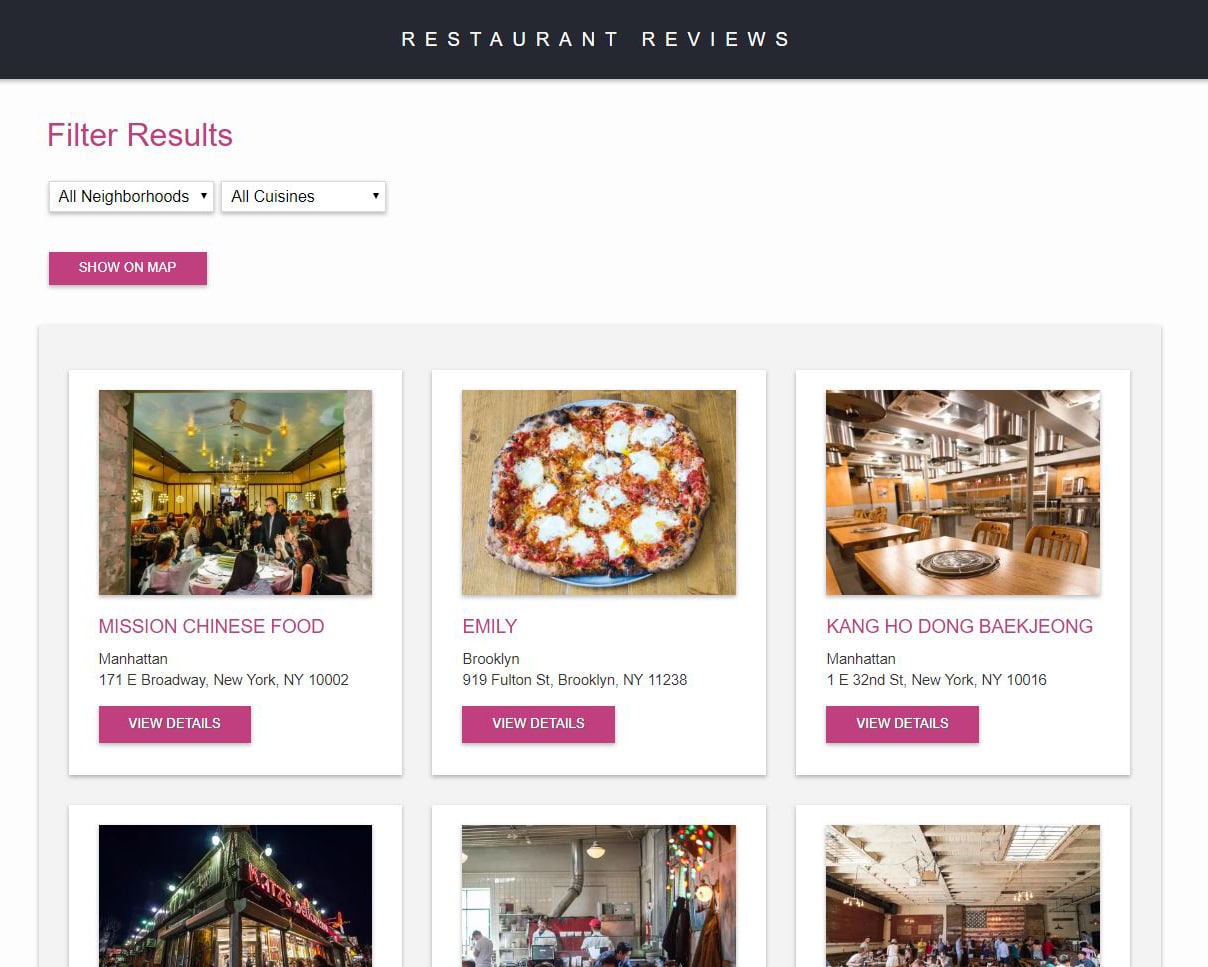 RESTAURANT REVIEWS
Filter Results
All Neighborhoods All Cuisines
SHOW ON MAP
MISSION CHINESE FOOD
Manhattan
171 E Broadway, New York, NY 10002
VIEW DETAILS
EMILY
Brooklyn
919 Fulton St, Brooklyn, NY 11238
VIEW DETAILS
KANG HO DONG BAEKJEONG
Manhattan
1 E 32nd St, New York, NY 10016
VIEW DETAILS
KATZ'S